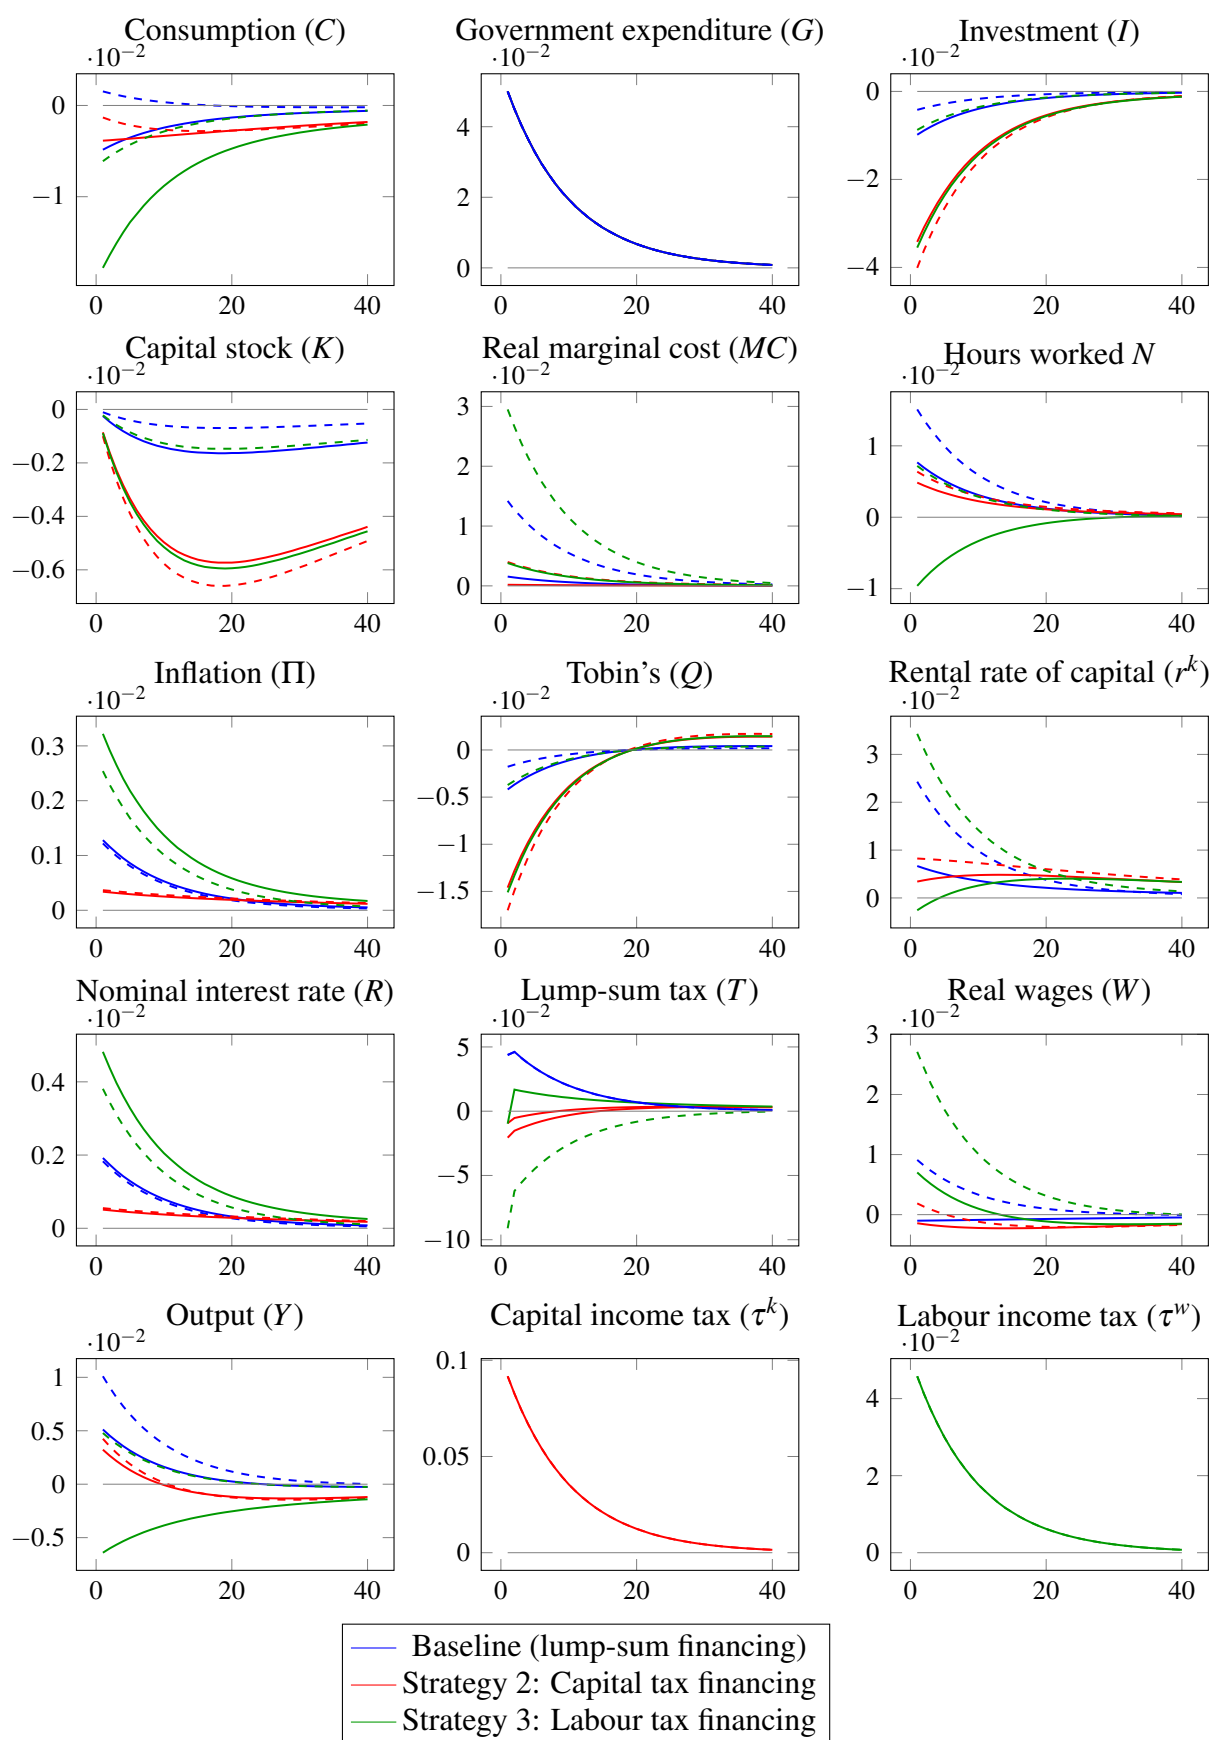 Consumption (C)
Government expenditure (G)
Investment (I)
·10⁻²
·10⁻²
·10⁻²
0
−1
0 20 40
4
2
0
0 20 40
0
−2
−4
0 20 40
Capital stock (K)
Real marginal cost (MC)
Hours worked N
·10⁻²
·10⁻²
·10⁻²
0
−0.2
−0.4
−0.6
0 20 40
3
2
1
0
0 20 40
1
0
−1
0 20 40
Inflation (Π)
Tobin's (Q)
Rental rate of capital (rᵏ)
·10⁻²
·10⁻²
·10⁻²
0.3
0.2
0.1
0
0 20 40
0
−0.5
−1
−1.5
0 20 40
3
2
1
0
0 20 40
Nominal interest rate (R)
Lump-sum tax (T)
Real wages (W)
·10⁻²
·10⁻²
·10⁻²
0.4
0.2
0
0 20 40
5
0
−5
−10
0 20 40
3
2
1
0
0 20 40
Output (Y)
Capital income tax (τᵏ)
Labour income tax (τʷ)
·10⁻²
·10⁻²
1
0.5
0
−0.5
0 20 40
0.1
0.05
0
0 20 40
4
2
0
0 20 40
Baseline (lump-sum financing)
Strategy 2: Capital tax financing
Strategy 3: Labour tax financing